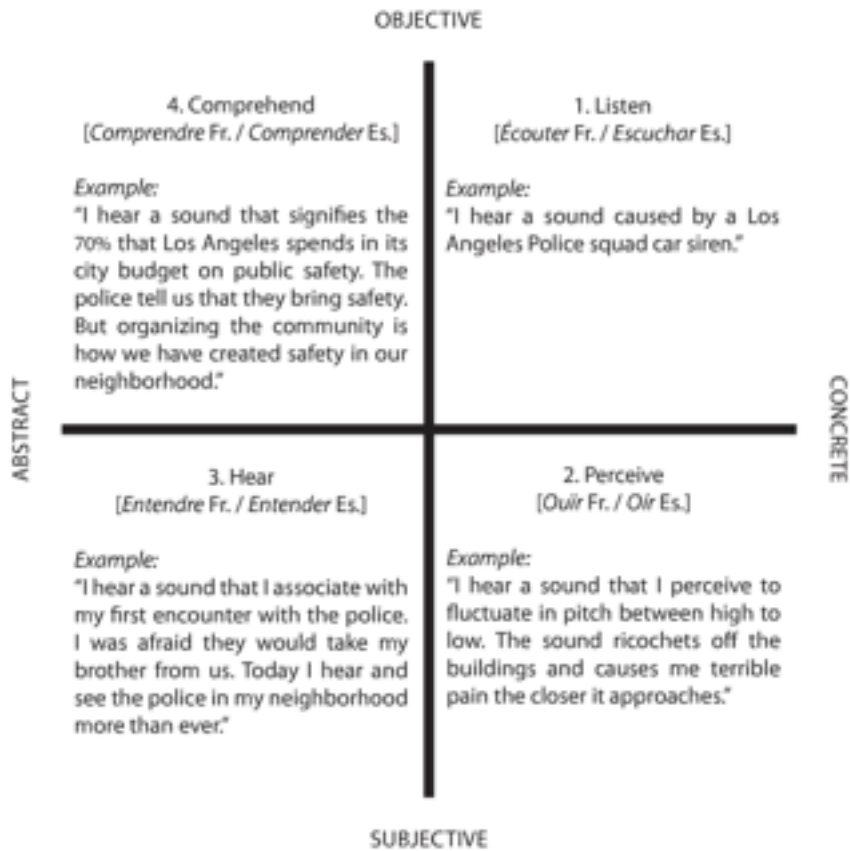 OBJECTIVE
4. Comprehend
[Comprendre Fr. / Comprender Es.]
Example:
“I hear a sound that signifies the
70% that Los Angeles spends in its
city budget on public safety. The
police tell us that they bring safety.
But organizing the community is
how we have created safety in our
neighborhood.”
1. Listen
[Écouter Fr. / Escuchar Es.]
Example:
“I hear a sound caused by a Los
Angeles Police squad car siren.”
ABSTRACT
CONCRETE
3. Hear
[Entendre Fr. / Entender Es.]
Example:
“I hear a sound that I associate with
my first encounter with the police.
I was afraid they would take my
brother from us. Today I hear and
see the police in my neighborhood
more than ever.”
2. Perceive
[Ouïr Fr. / Oír Es.]
Example:
“I hear a sound that I perceive to
fluctuate in pitch between high to
low. The sound ricochets off the
buildings and causes me terrible
pain the closer it approaches.”
SUBJECTIVE